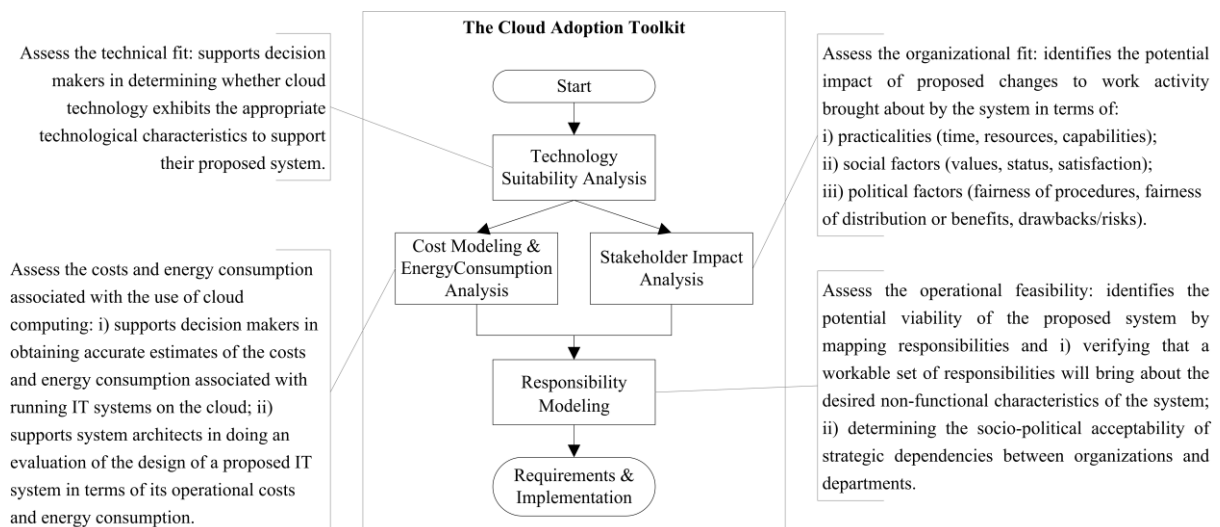 The Cloud Adoption Toolkit
Assess the technical fit: supports decision
makers in determining whether cloud
technology exhibits the appropriate
technological characteristics to support
their proposed system.
Start
Technology
Suitability Analysis
Assess the organizational fit: identifies the potential
impact of proposed changes to work activity
brought about by the system in terms of:
i) practicalities (time, resources, capabilities);
ii) social factors (values, status, satisfaction);
iii) political factors (fairness of procedures, fairness
of distribution or benefits, drawbacks/risks).
Cost Modeling &
EnergyConsumption
Analysis
Stakeholder Impact
Analysis
Assess the costs and energy consumption
associated with the use of cloud
computing: i) supports decision makers in
obtaining accurate estimates of the costs
and energy consumption associated with
running IT systems on the cloud; ii)
supports system architects in doing an
evaluation of the design of a proposed IT
system in terms of its operational costs
and energy consumption.
Responsibility
Modeling
Assess the operational feasibility: identifies the
potential viability of the proposed system by
mapping responsibilities and i) verifying that a
workable set of responsibilities will bring about the
desired non-functional characteristics of the system;
ii) determining the socio-political acceptability of
strategic dependencies between organizations and
departments.
Requirements &
Implementation